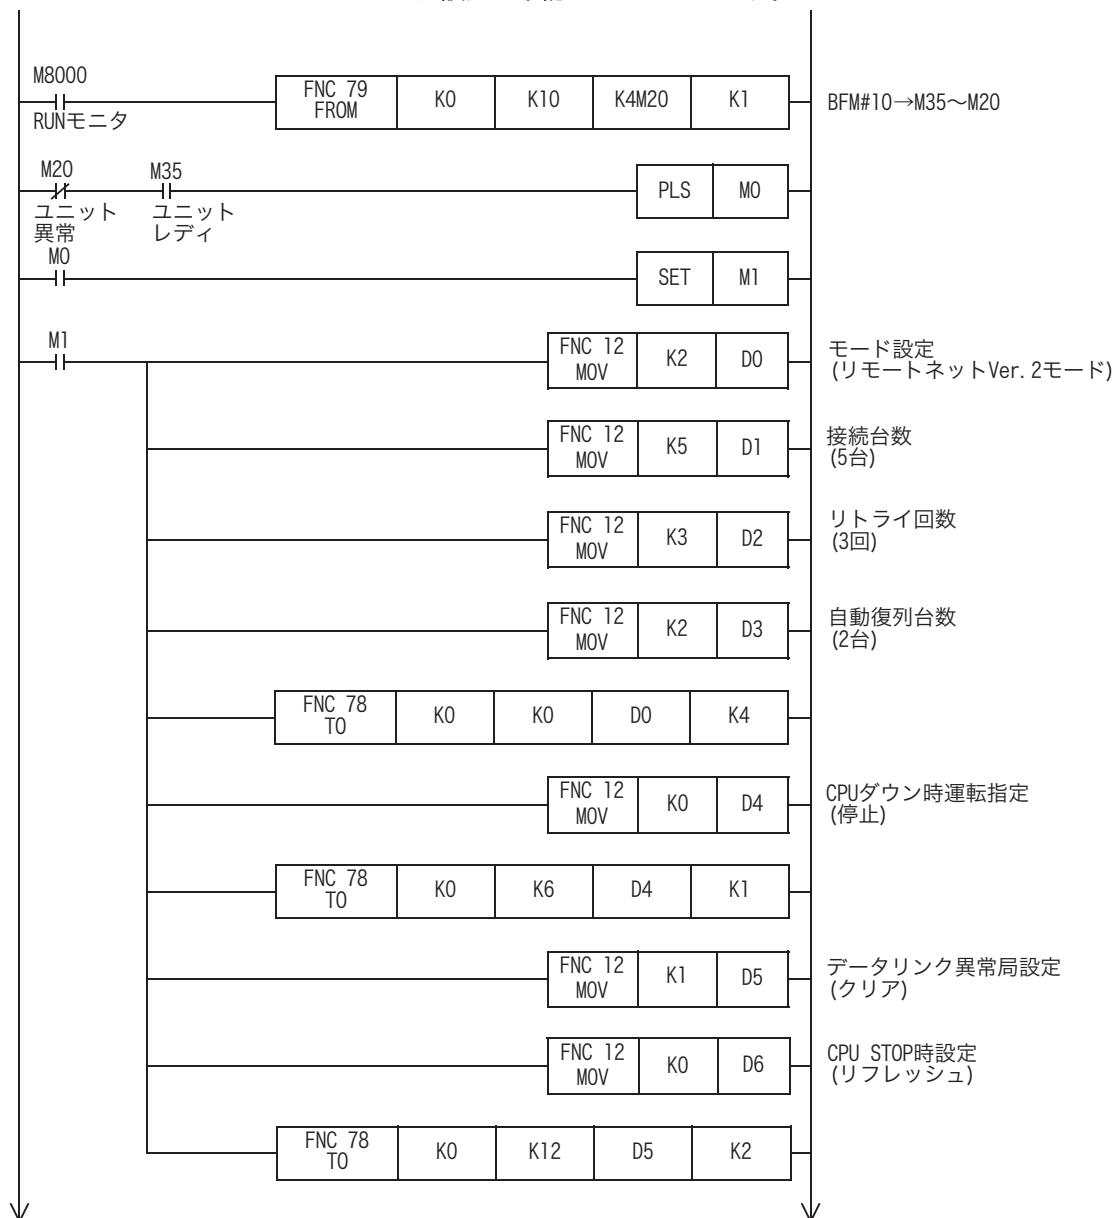 M8000
RUNモニタ
FNC 79
FROM
K0
K10
K4M20
K1
BFM#10→M35～M20
M20
M35
ユニット
異常
ユニット
レディ
PLS
M0
M0
SET
M1
M1
FNC 12
MOV
K2
D0
モード設定
(リモートネットVer. 2モード)
FNC 12
MOV
K5
D1
接続台数
(5台)
FNC 12
MOV
K3
D2
リトライ回数
(3回)
FNC 12
MOV
K2
D3
自動復列台数
(2台)
FNC 78
TO
K0
K0
D0
K4
FNC 12
MOV
K0
D4
CPUダウン時運転指定
(停止)
FNC 78
TO
K0
K6
D4
K1
FNC 12
MOV
K1
D5
データリンク異常局設定
(クリア)
FNC 12
MOV
K0
D6
CPU STOP時設定
(リフレッシュ)
FNC 78
TO
K0
K12
D5
K2